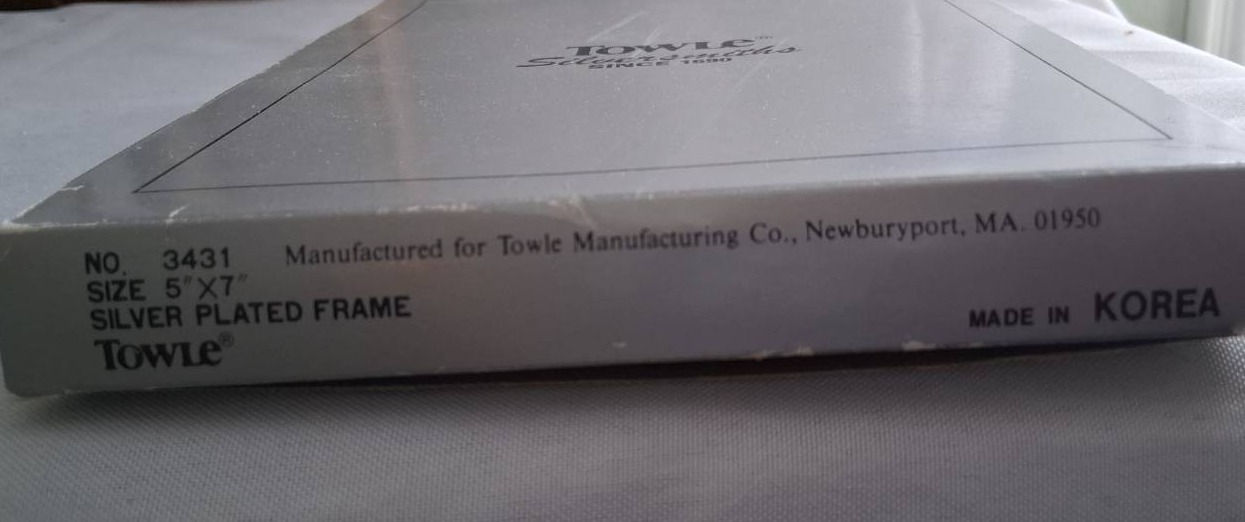 TOWLE®
Silversmiths
SINCE 1690
NO. 3431 Manufactured for Towle Manufacturing Co., Newburyport, MA. 01950
SIZE 5"X7"
SILVER PLATED FRAME
MADE IN KOREA
TOWLE®